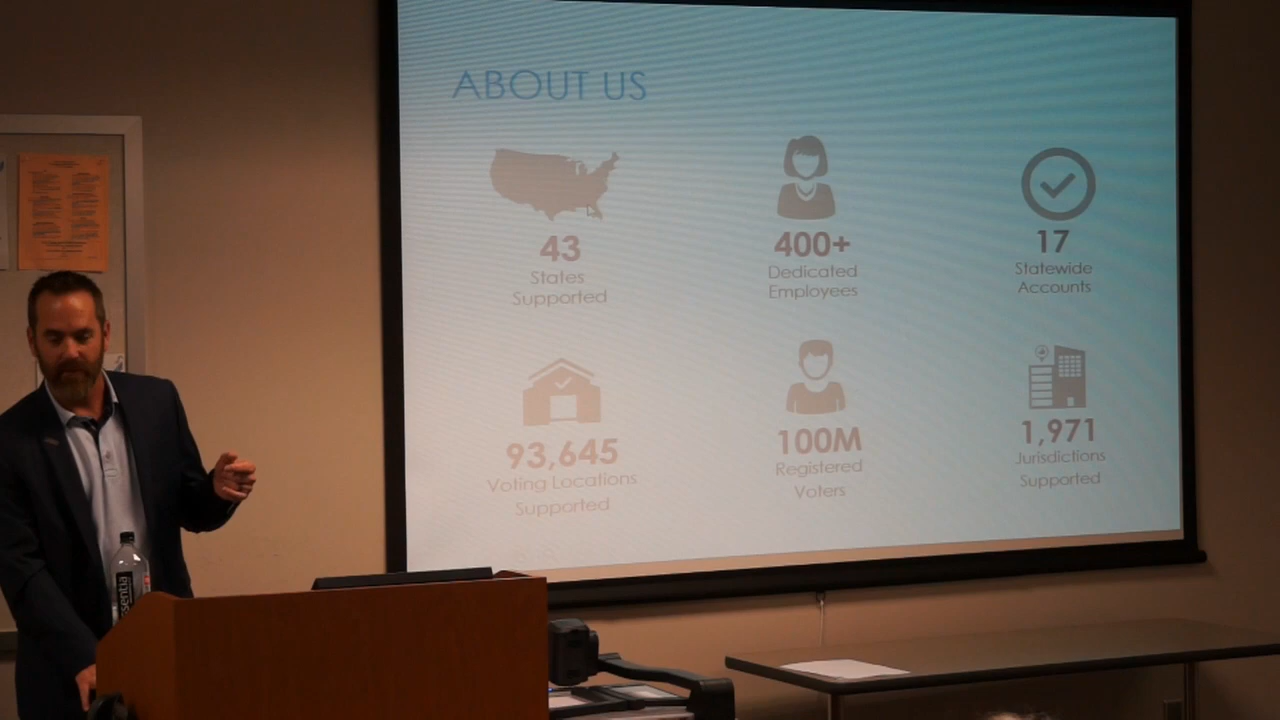 ABOUT US
43
States
Supported
400+
Dedicated
Employees
17
Statewide
Accounts
93,645
Voting Locations
Supported
100M
Registered
Voters
1,971
Jurisdictions
Supported
ssentia